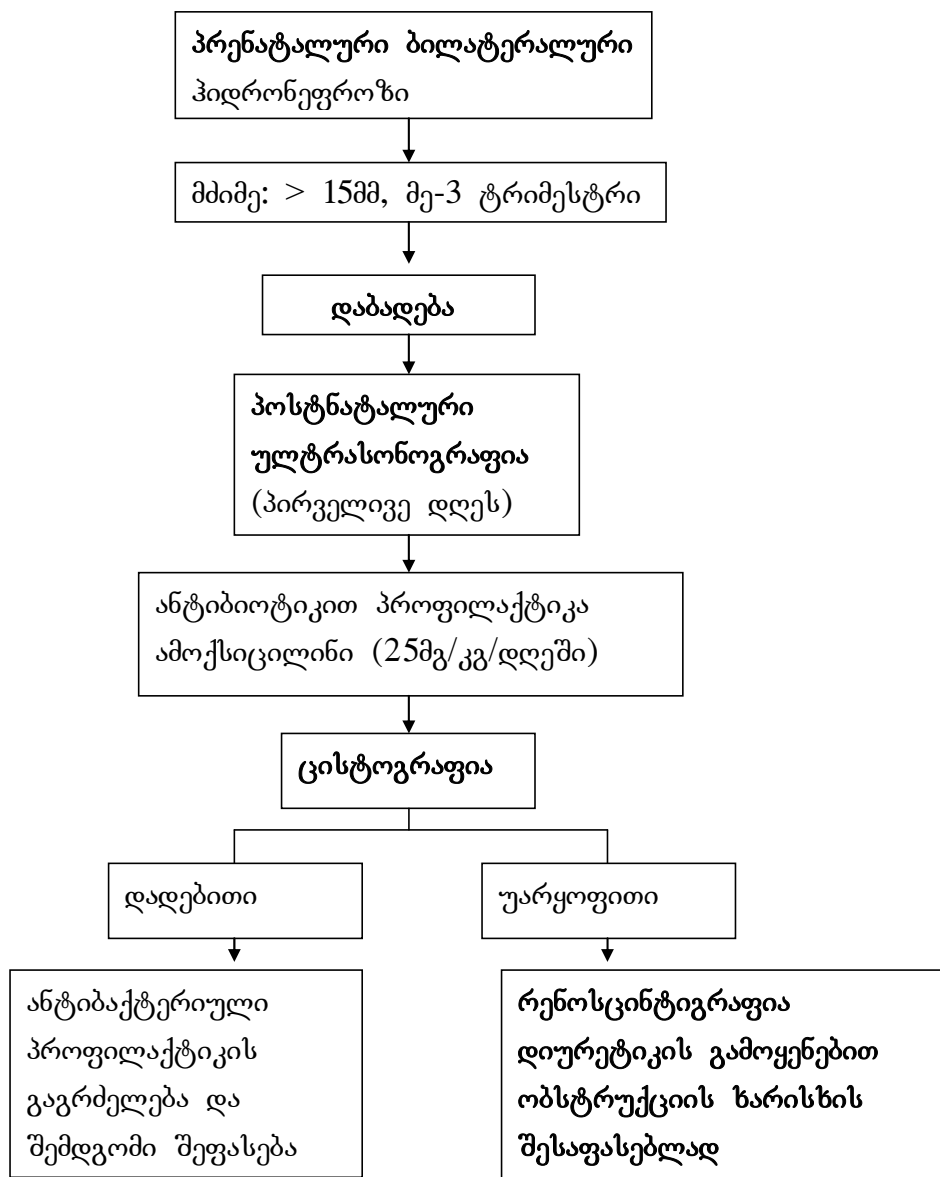 პრენატალური ბილატერალური
ჰიდრონეფროზი
მძიმე: > 15მმ, მე-3 ტრიმესტრი
დაბადება
პოსტნატალური
ულტრასონოგრაფია
(პირველივე დღეს)
ანტიბიოტიკით პროფილაქტიკა
ამოქსიცილინი (25მგ/კგ/დღეში)
ცისტოგრაფია
დადებითი
უარყოფითი
ანტიბაქტერიული
პროფილაქტიკის
გაგრძელება და
შემდგომი შეფასება
რენოსცინტიგრაფია
დიურეტიკის გამოყენებით
ობსტრუქციის ხარისხის
შესაფასებლად